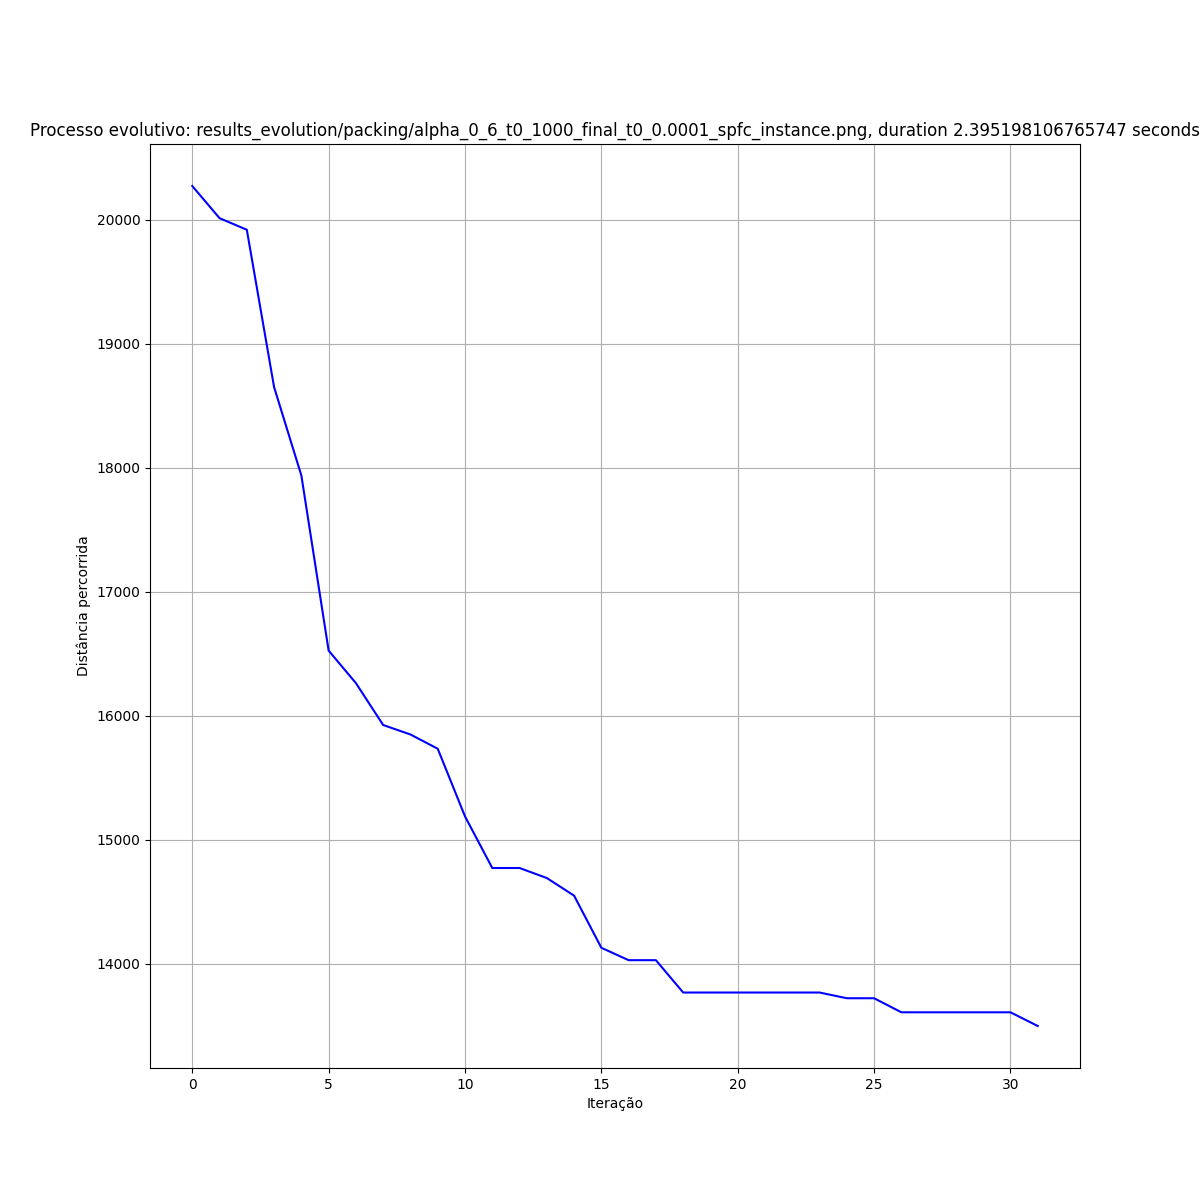 Processo evolutivo: results_evolution/packing/alpha_0_6_t0_1000_final_t0_0.0001_spfc_instance.png, duration 2.395198106765747 seconds
20000
19000
18000
17000
16000
15000
14000
Distância percorrida
0 5 10 15 20 25 30
Iteração